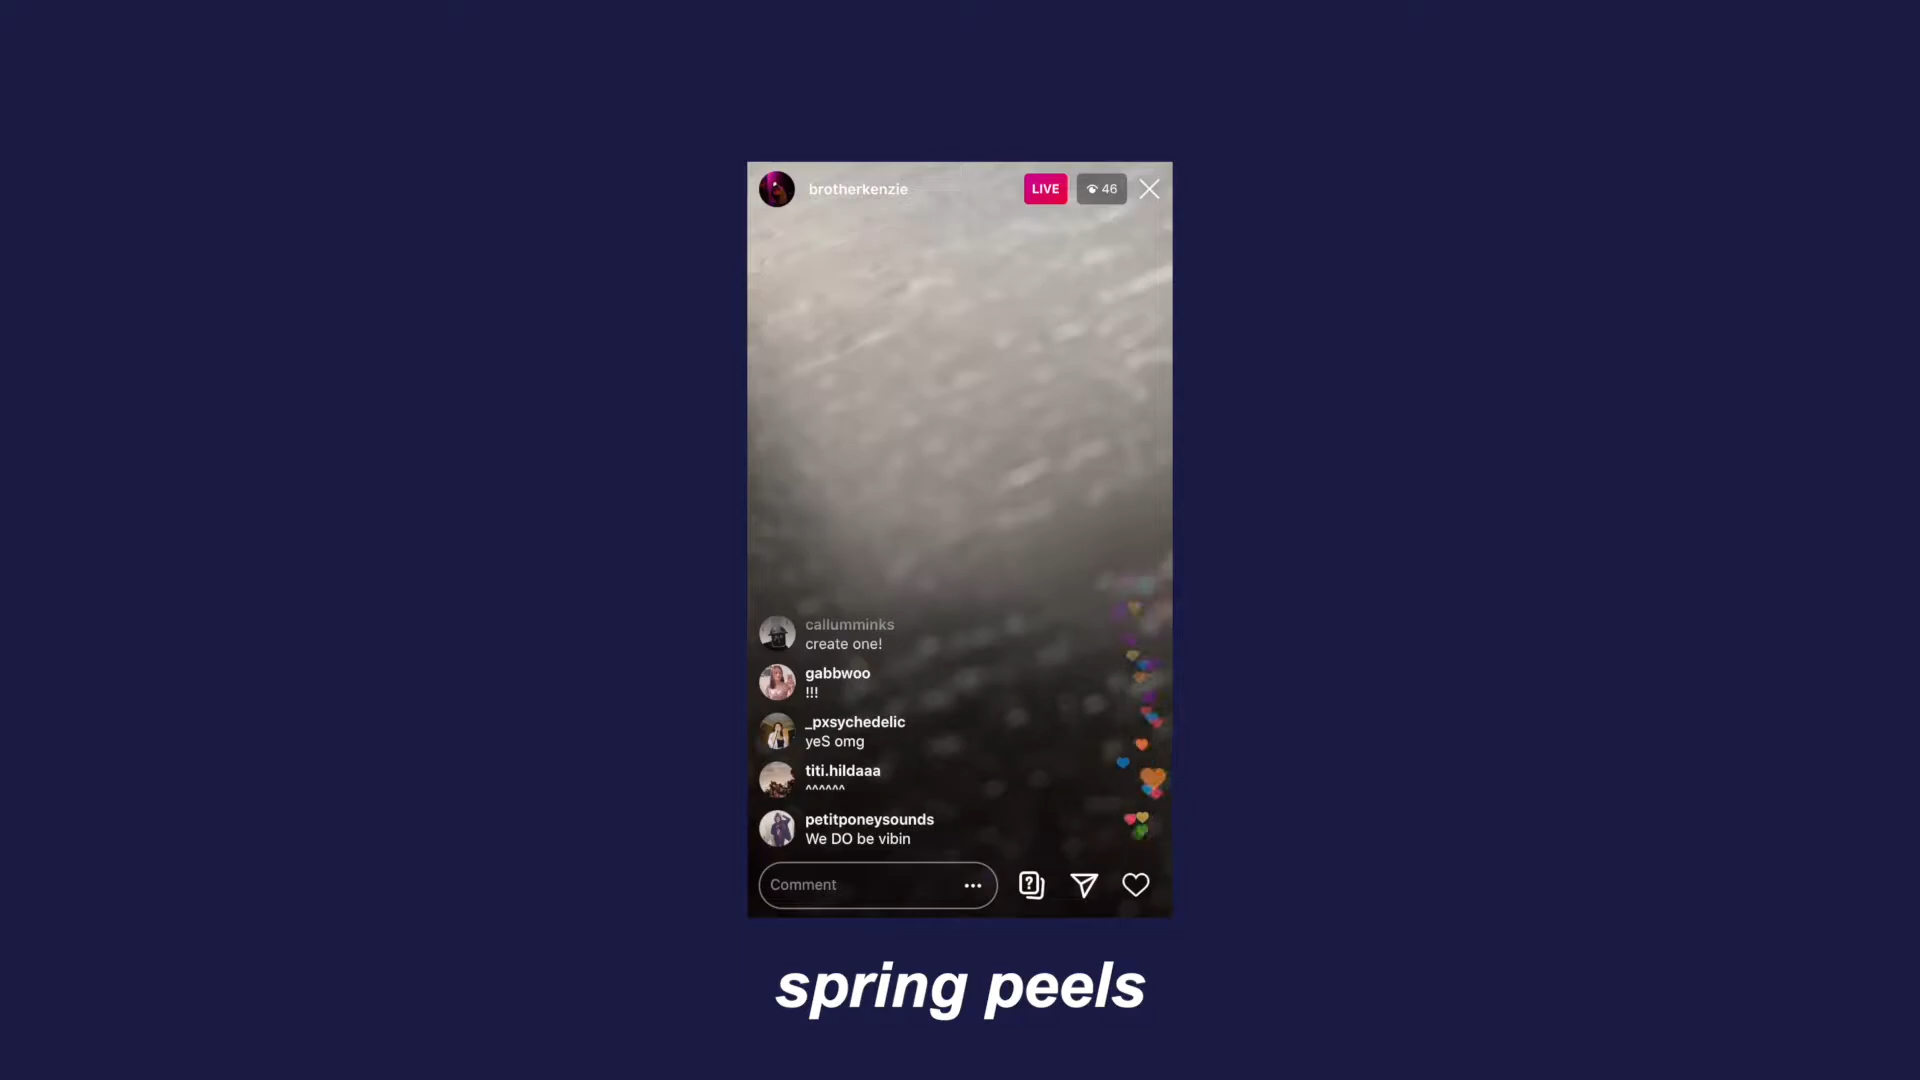 brotherkenzie
LIVE
46
callumminks
create one!
gabbwoo
!!!
_pxsychedelic
yeS omg
titi.hildaaa
^^^^^^
petitponeysounds
We DO be vibin
Comment
spring peels